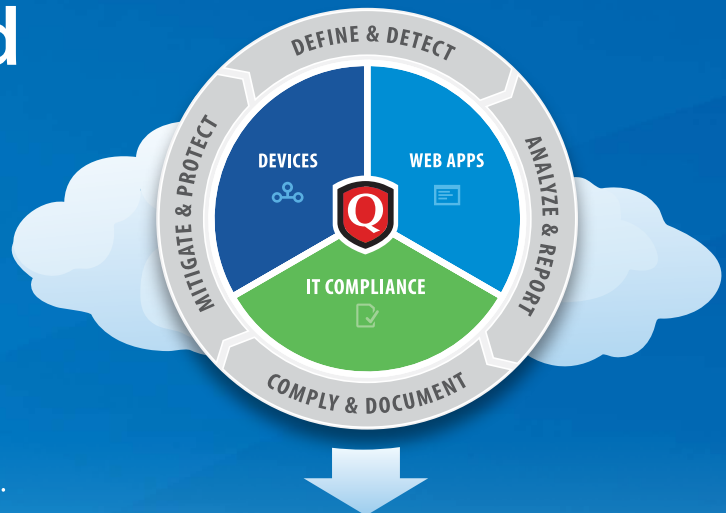 d
DEFINE & DETECT
ANALYZE & REPORT
COMPLY & DOCUMENT
MITIGATE & PROTECT
DEVICES
WEB APPS
Q
IT COMPLIANCE
.